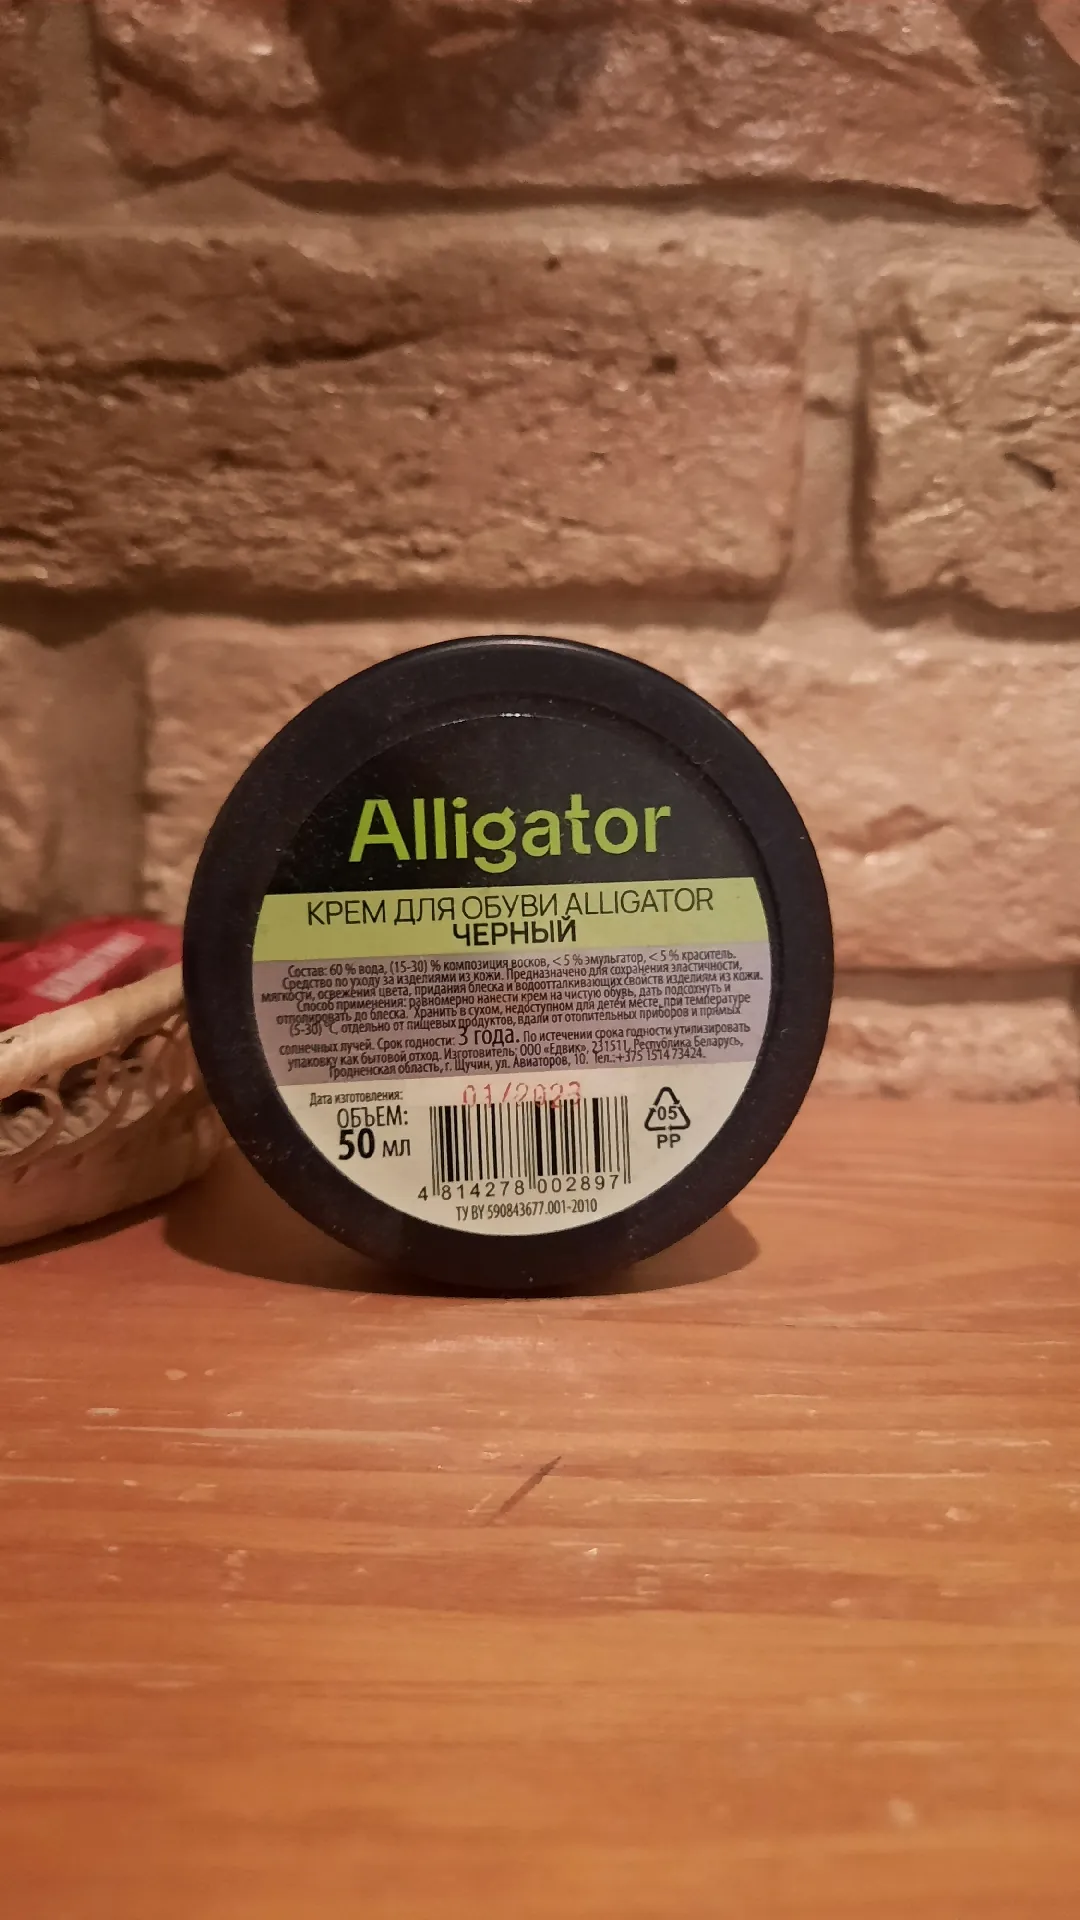 Alligator
КРЕМ ДЛЯ ОБУВИ ALLIGATOR
ЧЕРНЫЙ
Состав: 60 % вода, (15-30) % композиция восков, < 5 % эмульгатор, < 5 % краситель.
Средство по уходу за изделиями из кожи. Предназначено для сохранения эластичности,
мягкости, освежения цвета, придания блеска и водоотталкивающих свойств изделиям из кожи.
Способ применения: равномерно нанести крем на чистую обувь, дать подсохнуть и
отполировать до блеска. Хранить в сухом, недоступном для детей месте, при температуре
(5-30) °С, отдельно от пищевых продуктов, вдали от отопительных приборов и прямых
солнечных лучей. Срок годности: 3 года. По истечении срока годности утилизировать
упаковку как бытовой отход. Изготовитель: ООО «Едвик», 231511, Республика Беларусь,
Гродненская область, г. Щучин, ул. Авиаторов, 10. Тел.:+375 1514 73424.
Дата изготовления: 01/2023
ОБЪЕМ:
50 мл
05
PP
4 814278 002897
ТУ BY 590843677.001-2010